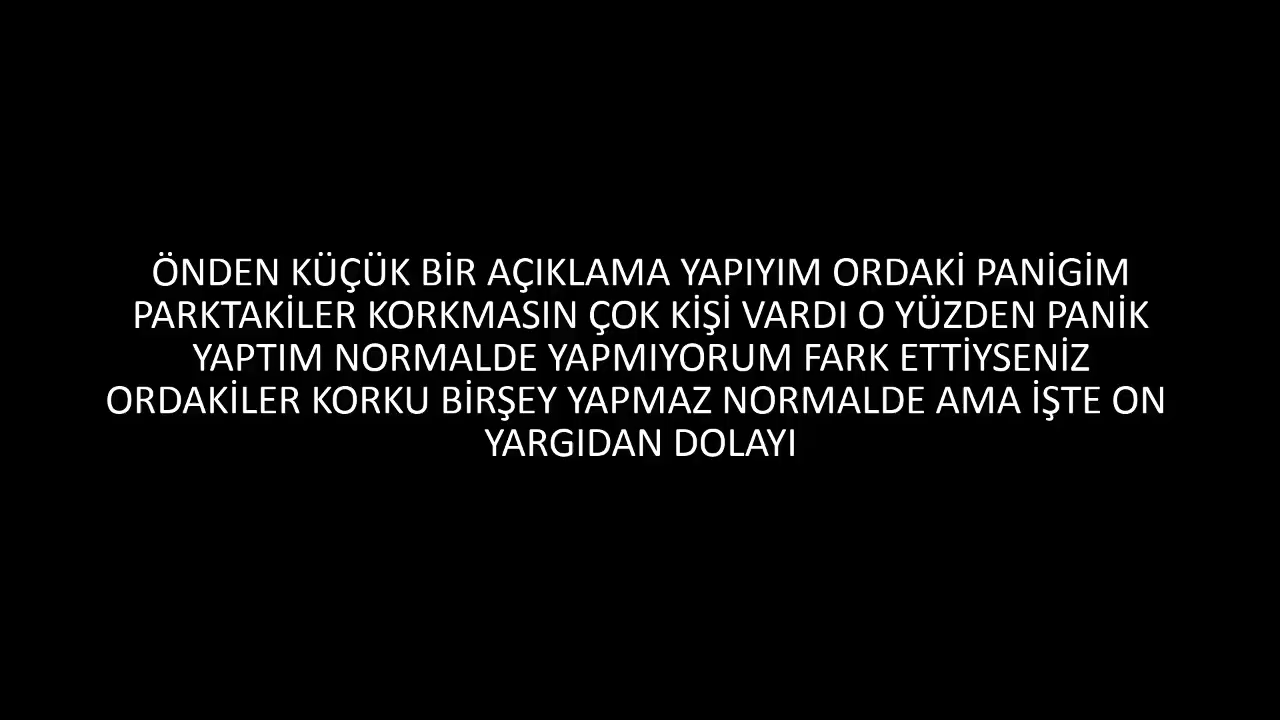 ÖNDEN KÜÇÜK BİR AÇIKLAMA YAPIYIM ORDAKİ PANİGİM
PARKTAKİLER KORKMASIN ÇOK KİŞİ VARDI O YÜZDEN PANİK
YAPTIM NORMALDE YAPMIYORUM FARK ETTİYSENİZ
ORDAKİLER KORKU BİRŞEY YAPMAZ NORMALDE AMA İŞTE ON
YARGIDAN DOLAYI